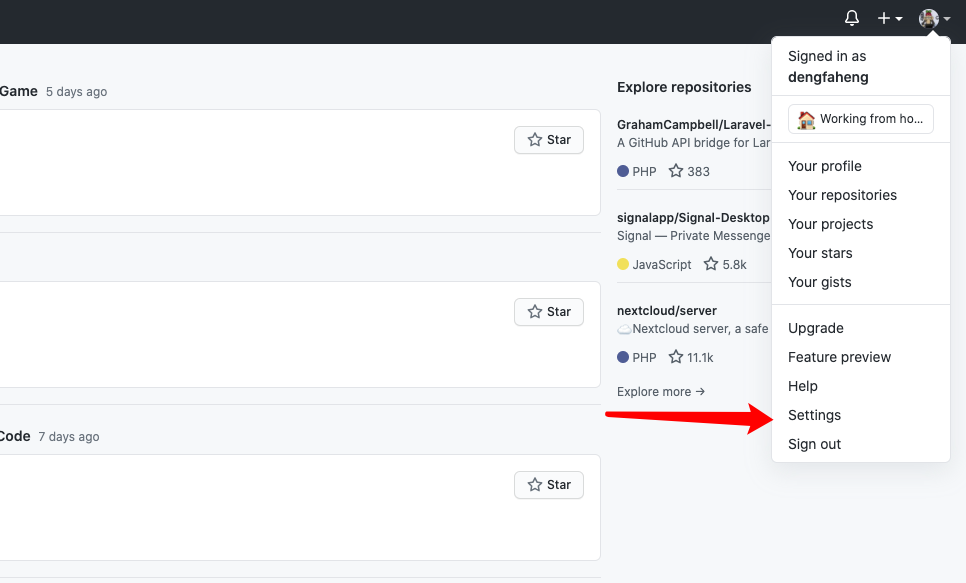 Game 5 days ago
Star
Star
Code 7 days ago
Star
Explore repositories
GrahamCampbell/Laravel-
A GitHub API bridge for Lar
PHP 383
signalapp/Signal-Desktop
Signal — Private Messenge
JavaScript 5.8k
nextcloud/server
☁️Nextcloud server, a safe
PHP 11.1k
Explore more →
Signed in as
dengfaheng
🏠 Working from ho...
Your profile
Your repositories
Your projects
Your stars
Your gists
Upgrade
Feature preview
Help
Settings
Sign out